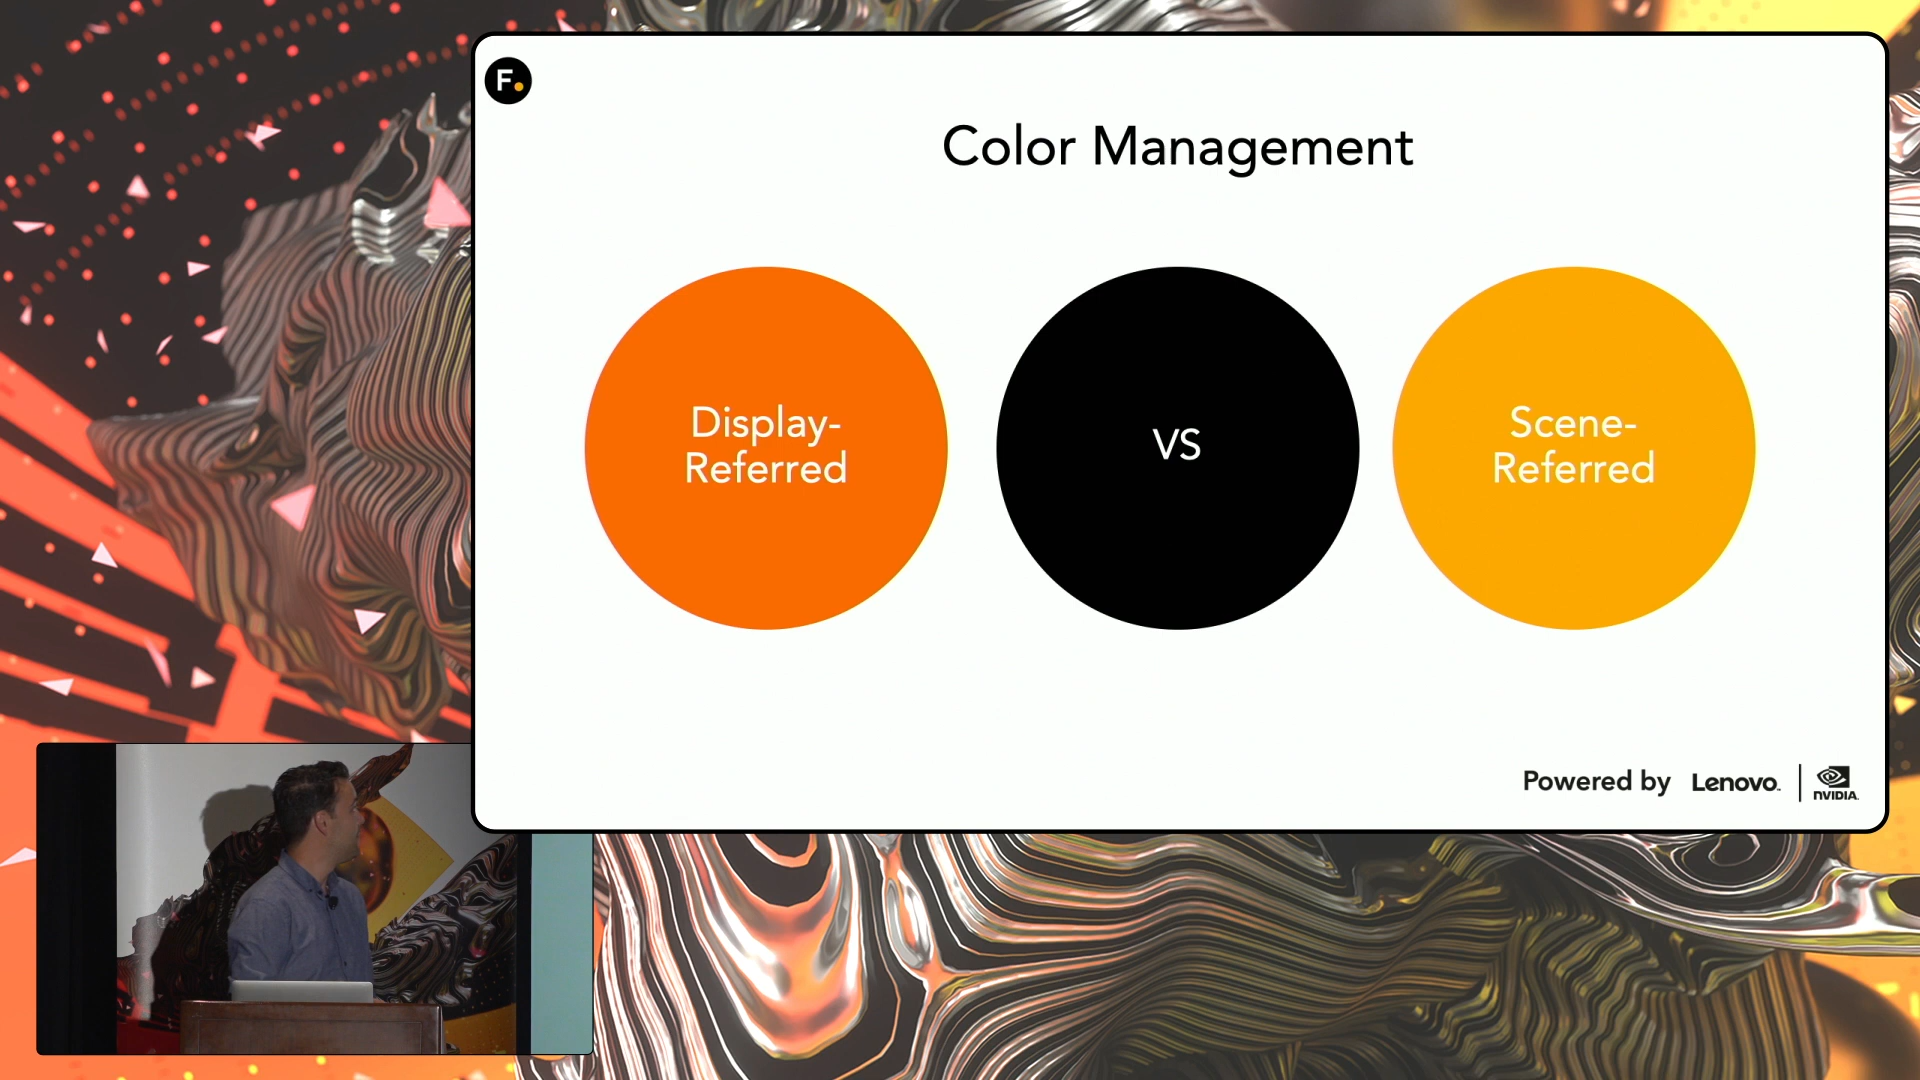 F.
Color Management
Display-
Referred
VS
Scene-
Referred
Powered by Lenovo. NVIDIA.